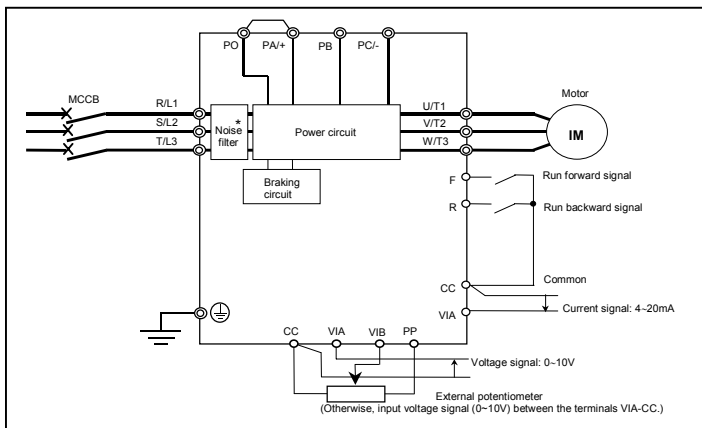 PO PA/+ PB PC/-
MCCB R/L1 U/T1 Motor
S/L2 Noise * filter Power circuit V/T2 IM
T/L3 W/T3
Braking circuit
F Run forward signal
R Run backward signal
CC Common
VIA Current signal: 4~20mA
CC VIA VIB PP
Voltage signal: 0~10V
External potentiometer
(Otherwise, input voltage signal (0~10V) between the terminals VIA-CC.)